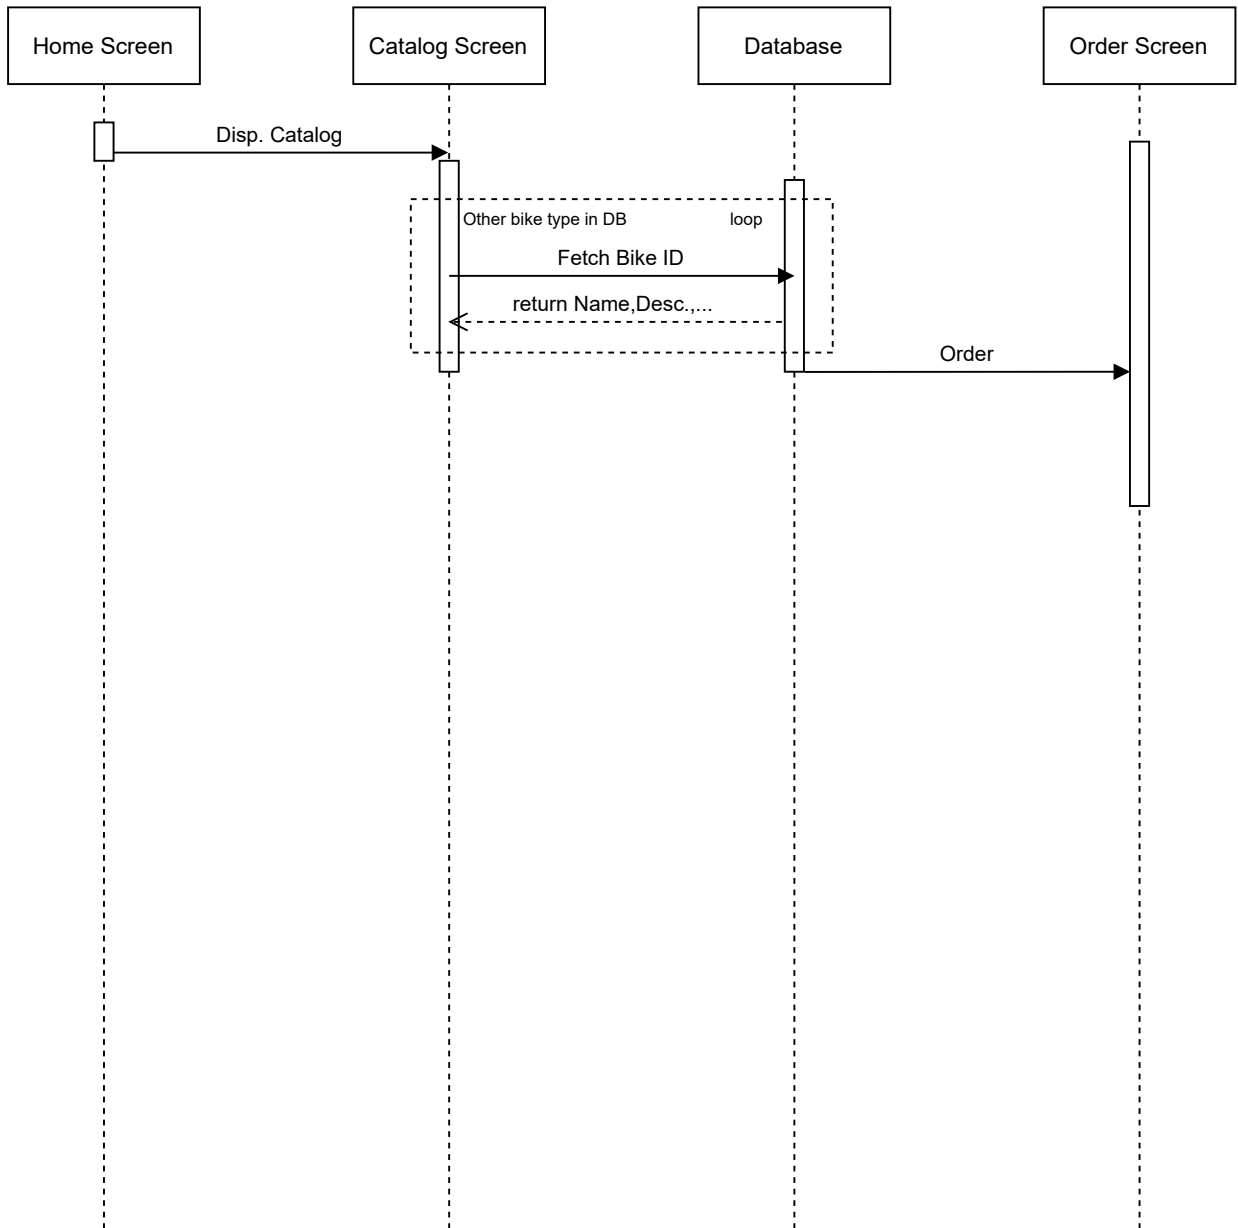 Home Screen
Catalog Screen
Database
Order Screen
Disp. Catalog
Other bike type in DB
loop
Fetch Bike ID
return Name,Desc.,...
Order